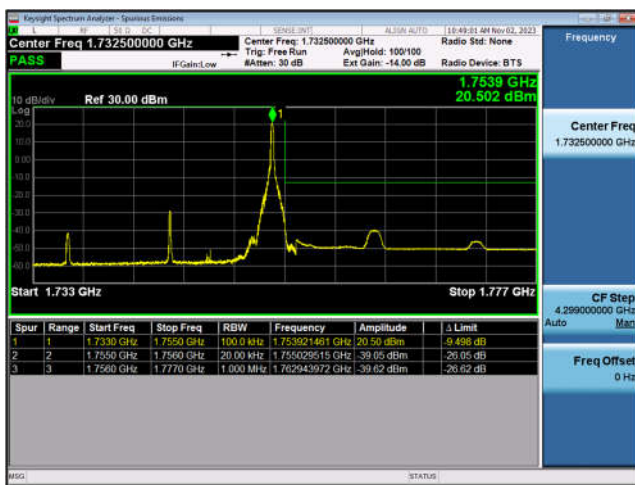 Keysight Spectrum Analyzer - Spurious Emissions
L RF 50 Ω DC SENSE:INT ALIGN AUTO 10:49:01 AM Nov 02, 2023
Center Freq 1.732500000 GHz
Center Freq: 1.732500000 GHz Radio Std: None
PASS
Trig: Free Run Avg|Hold: 100/100
IFGain:Low #Atten: 30 dB Ext Gain: -14.00 dB Radio Device: BTS
1.7539 GHz
20.502 dBm
10 dB/div Ref 30.00 dBm
Log
20.0
10.0
0.00
-10.0
-20.0
-30.0
-40.0
-50.0
-60.0
1
Start 1.733 GHz Stop 1.777 GHz
Spur Range Start Freq Stop Freq RBW Frequency Amplitude Δ Limit
1 1 1.7330 GHz 1.7550 GHz 100.0 kHz 1.753921461 GHz 20.50 dBm -9.498 dB
2 2 1.7550 GHz 1.7560 GHz 20.00 kHz 1.755029515 GHz -39.05 dBm -26.05 dB
3 3 1.7560 GHz 1.7770 GHz 1.000 MHz 1.762943972 GHz -39.62 dBm -26.62 dB
MSG STATUS
Frequency
Center Freq
1.732500000 GHz
CF Step
4.299000000 GHz
Auto Man
Freq Offset
0 Hz